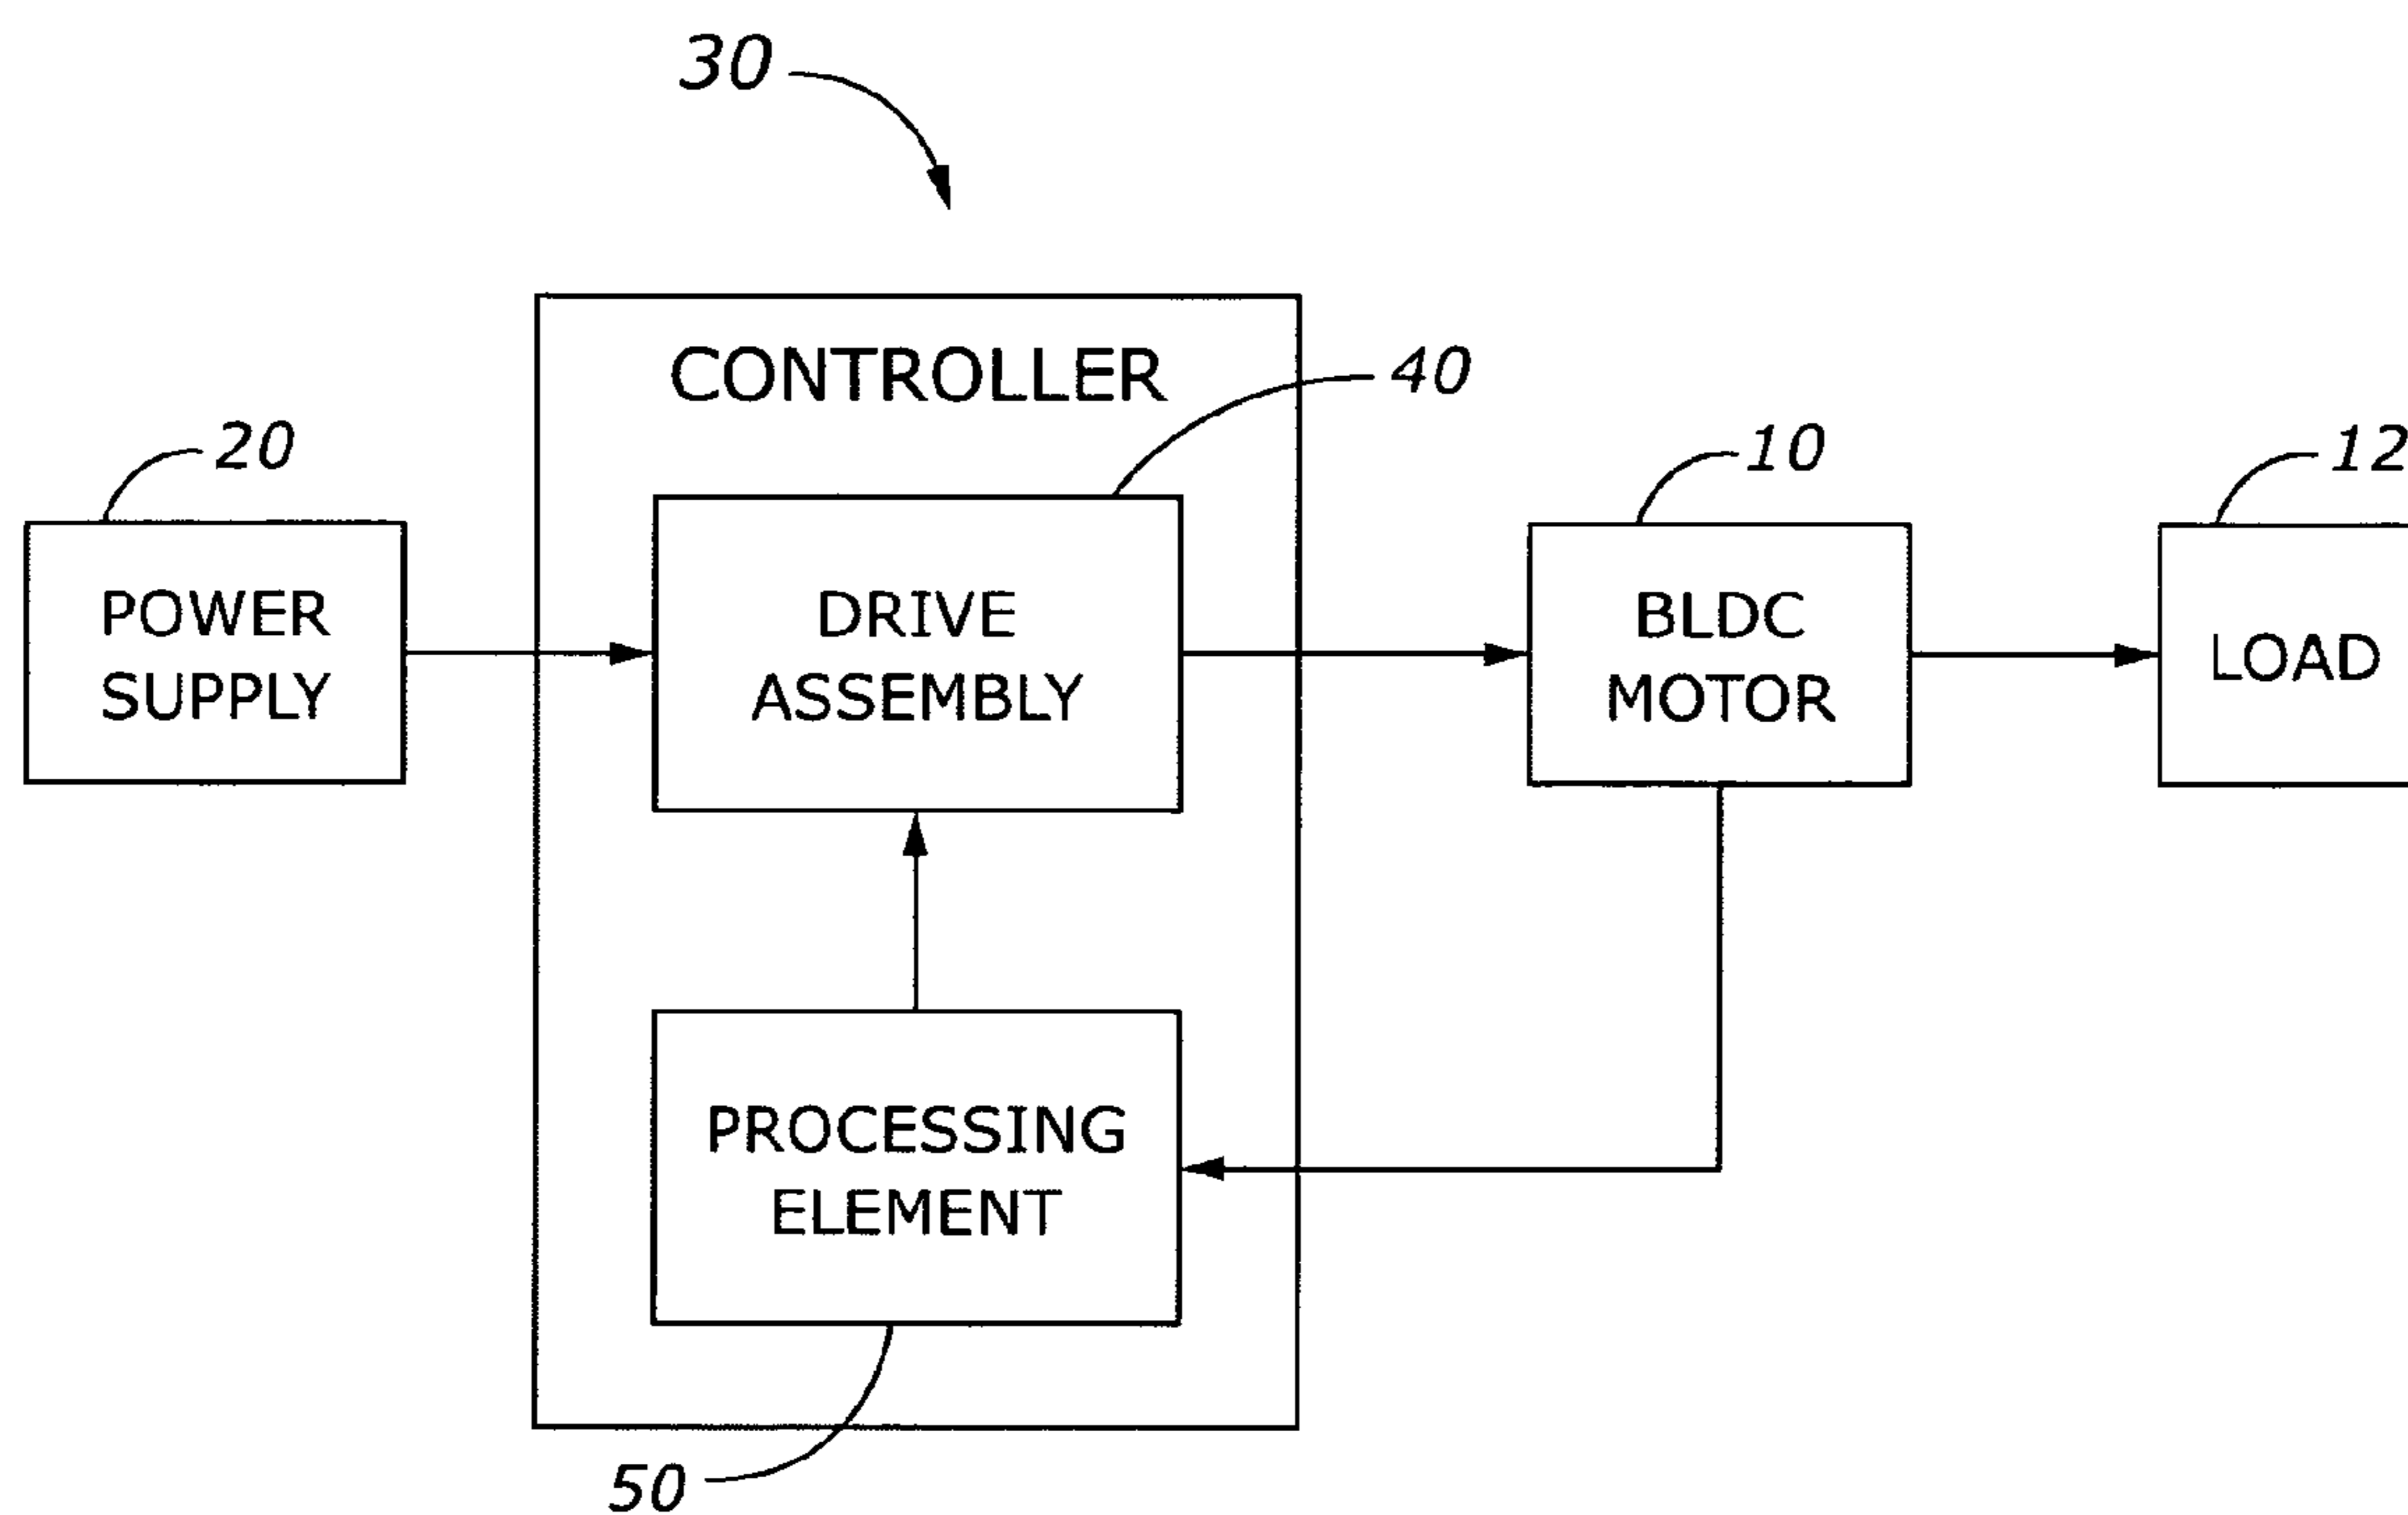 30
CONTROLLER
40
20
10
12
POWER
SUPPLY
DRIVE
ASSEMBLY
BLDC
MOTOR
LOAD
PROCESSING
ELEMENT
50